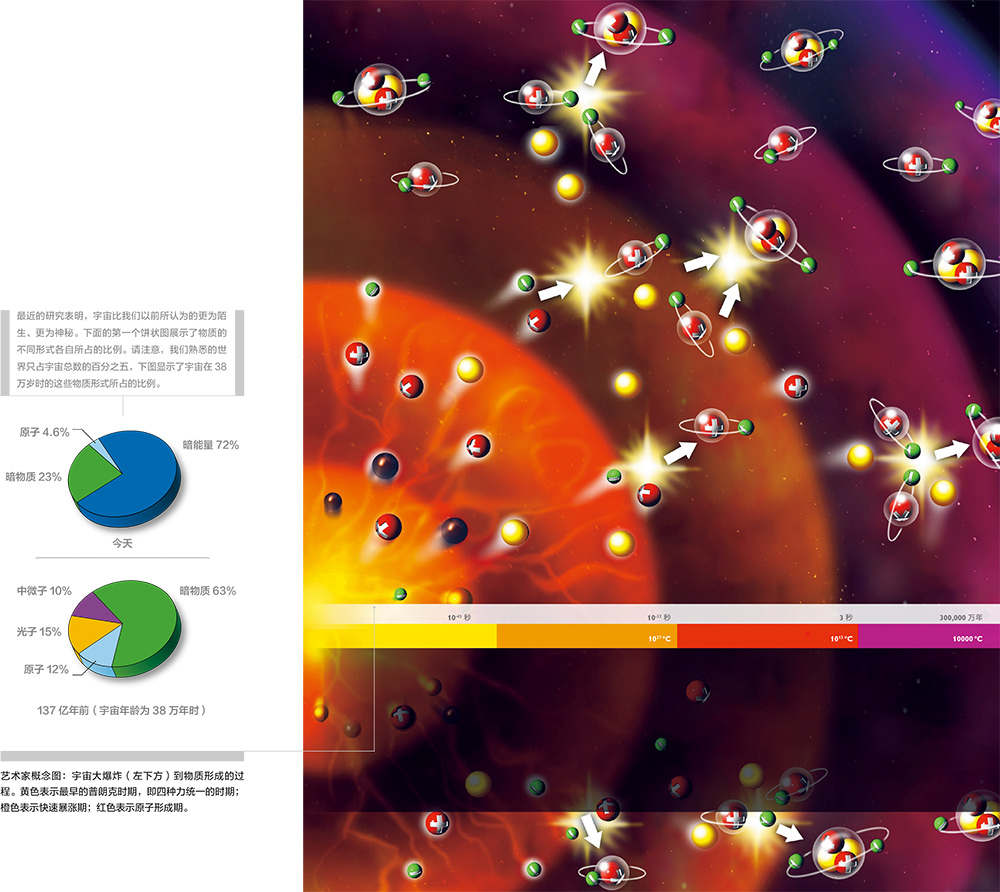 最近的研究表明，宇宙比我们以前所认为的更为陌
生、更为神秘。下面的第一个饼状图展示了物质的
不同形式各自所占的比例。请注意，我们熟悉的世
界只占宇宙总数的百分之五，下图显示了宇宙在 38
万岁时的这些物质形式所占的比例。
原子 4.6%
暗能量 72%
暗物质 23%
今天
中微子 10%
暗物质 63%
光子 15%
原子 12%
137 亿年前（宇宙年龄为 38 万年时）
艺术家概念图：宇宙大爆炸（左下方）到物质形成的过
程。黄色表示最早的普朗克时期，即四种力统一的时期；
橙色表示快速暴涨期；红色表示原子形成期。
秒
秒
3 秒
300,000 万年
10²⁷ °C
10¹³ °C
10000 °C